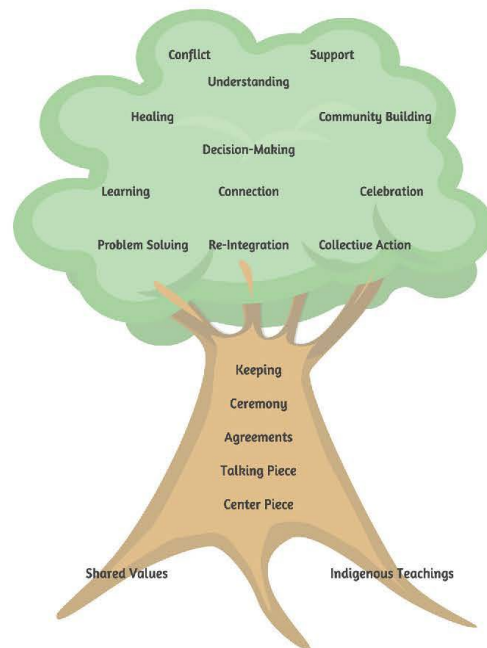 Conflict Support
Understanding
Healing Community Building
Decision-Making
Learning Connection Celebration
Problem Solving Re-Integration Collective Action
Keeping
Ceremony
Agreements
Talking Piece
Center Piece
Shared Values Indigenous Teachings